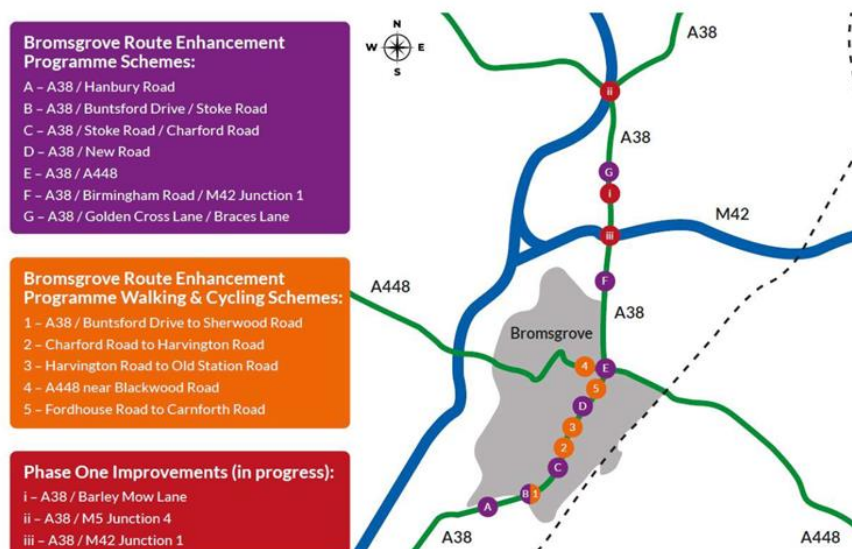 Bromsgrove Route Enhancement
Programme Schemes:
A – A38 / Hanbury Road
B – A38 / Buntsford Drive / Stoke Road
C – A38 / Stoke Road / Charford Road
D – A38 / New Road
E – A38 / A448
F – A38 / Birmingham Road / M42 Junction 1
G – A38 / Golden Cross Lane / Braces Lane
Bromsgrove Route Enhancement
Programme Walking & Cycling Schemes:
1 – A38 / Buntsford Drive to Sherwood Road
2 – Charford Road to Harvington Road
3 – Harvington Road to Old Station Road
4 – A448 near Blackwood Road
5 – Fordhouse Road to Carnforth Road
Phase One Improvements (in progress):
i – A38 / Barley Mow Lane
ii – A38 / M5 Junction 4
iii – A38 / M42 Junction 1
N
W E
S
A38
ii
A38
G
i
M42
iii
F
A448
A38
Bromsgrove
4
E
5
D
3
2
C
B 1
A
A38
A448